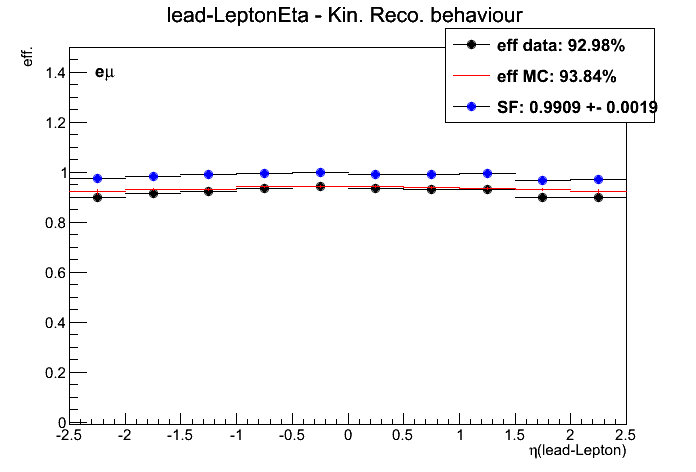 lead-LeptonEta - Kin. Reco. behaviour
eff.
eμ
eff data: 92.98%
eff MC: 93.84%
SF: 0.9909 +- 0.0019
1.4
1.2
1
0.8
0.6
0.4
0.2
0
-2.5 -2 -1.5 -1 -0.5 0 0.5 1 1.5 2 2.5
η(lead-Lepton)